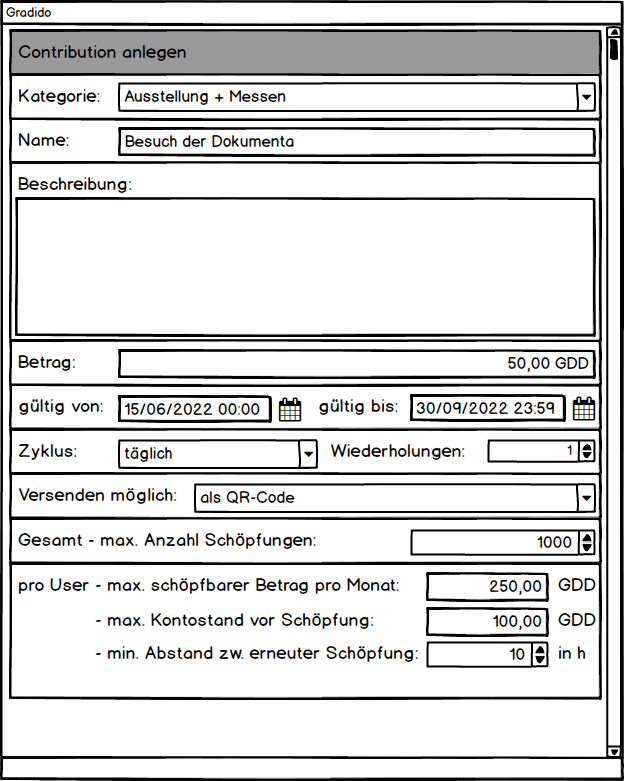 Gradido
Contribution anlegen
Kategorie: Ausstellung + Messen
Name: Besuch der Dokumenta
Beschreibung:
Betrag: 50,00 GDD
gültig von: 15/06/2022 00:00 gültig bis: 30/09/2022 23:59
Zyklus: täglich Wiederholungen: 1
Versenden möglich: als QR-Code
Gesamt - max. Anzahl Schöpfungen: 1000
pro User - max. schöpfbarer Betrag pro Monat: 250,00 GDD
- max. Kontostand vor Schöpfung: 100,00 GDD
- min. Abstand zw. erneuter Schöpfung: 10 in h